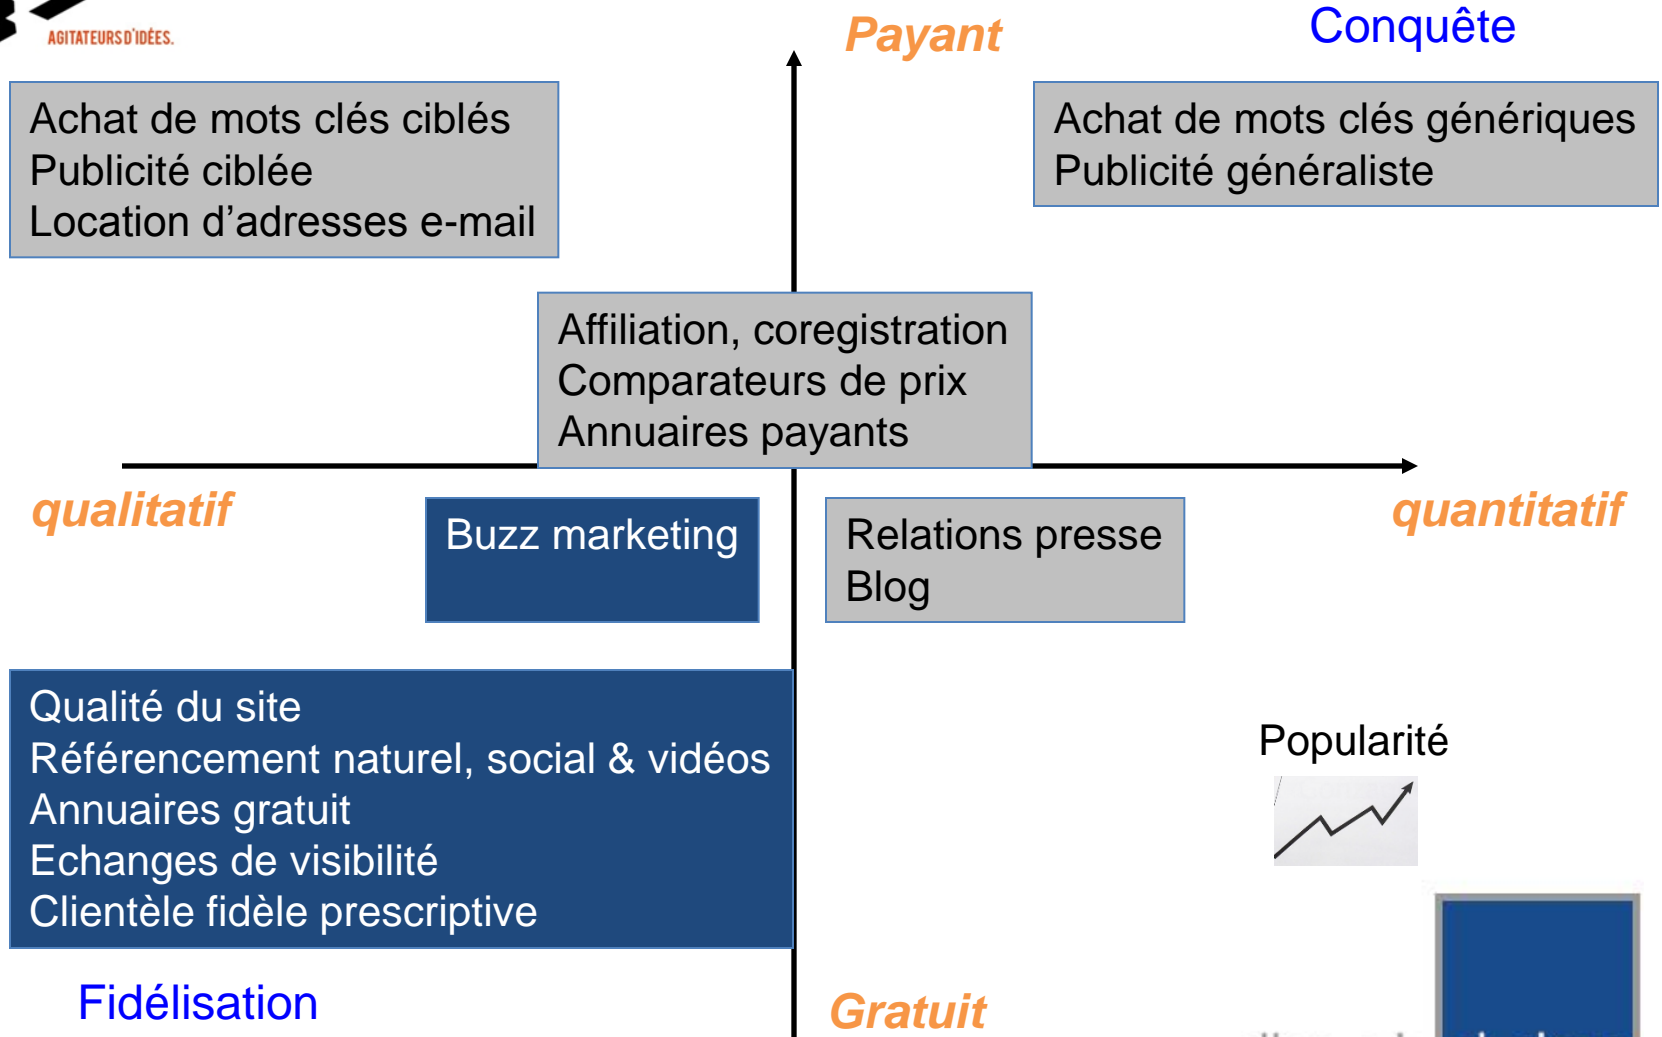 AGITATEURS D'IDÉES.
Payant
Conquête
Achat de mots clés ciblés
Publicité ciblée
Location d’adresses e-mail
Achat de mots clés génériques
Publicité généraliste
Affiliation, coregistration
Comparateurs de prix
Annuaires payants
qualitatif
quantitatif
Buzz marketing
Relations presse
Blog
Qualité du site
Référencement naturel, social & vidéos
Annuaires gratuit
Echanges de visibilité
Clientèle fidèle prescriptive
Popularité
Fidélisation
Gratuit